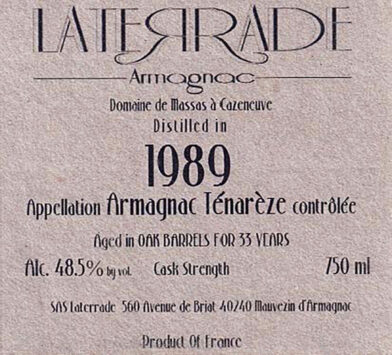 LATERRADE
Armagnac
Domaine de Massas à Cazeneuve
Distilled in
1989
Appellation Armagnac Ténarèze contrôlée
Aged in OAK BARRELS FOR 33 YEARS
Alc. 48.5% by vol. Cask Strength 750 ml
SAS Laterrade 560 Avenue de Briat 40240 Mauvezin d'Armagnac
Product Of France